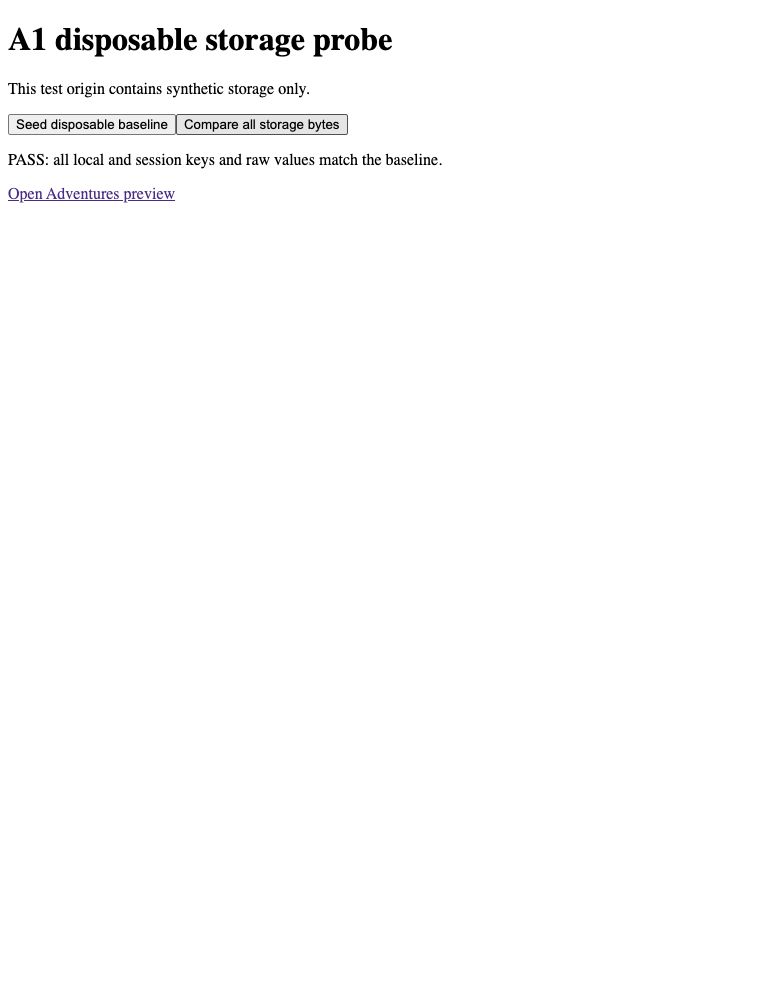 A1 disposable storage probe
This test origin contains synthetic storage only.
Seed disposable baseline Compare all storage bytes
PASS: all local and session keys and raw values match the baseline.
Open Adventures preview